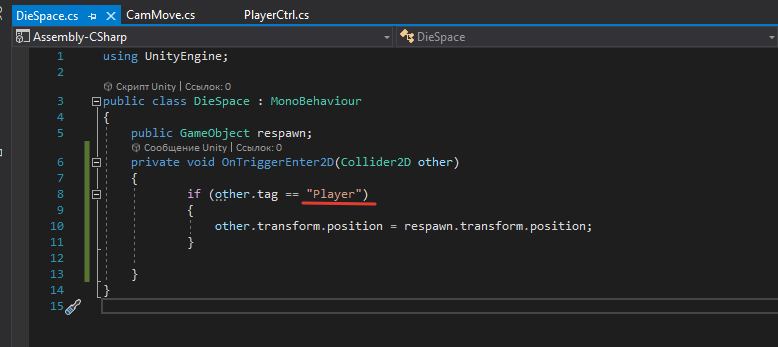 DieSpace.cs CamMove.cs PlayerCtrl.cs
Assembly-CSharp DieSpace
1 using UnityEngine;
2
Скрипт Unity | Ссылок: 0
3 public class DieSpace : MonoBehaviour
4 {
5 public GameObject respawn;
Сообщение Unity | Ссылок: 0
6 private void OnTriggerEnter2D(Collider2D other)
7 {
8 if (other.tag == "Player")
9 {
10 other.transform.position = respawn.transform.position;
11 }
12
13 }
14 }
15